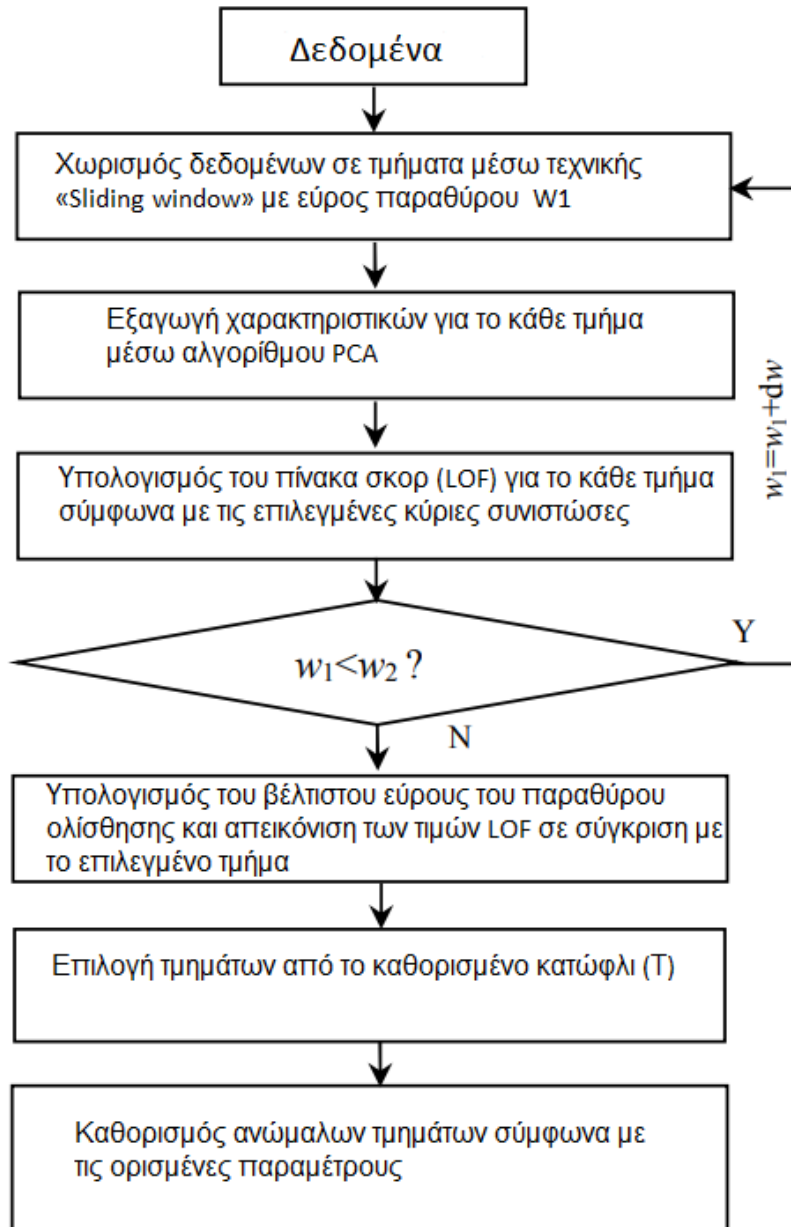 Δεδομένα
Χωρισμός δεδομένων σε τμήματα μέσω τεχνικής
«Sliding window» με εύρος παραθύρου W1
Εξαγωγή χαρακτηριστικών για το κάθε τμήμα
μέσω αλγορίθμου PCA
Υπολογισμός του πίνακα σκορ (LOF) για το κάθε τμήμα
σύμφωνα με τις επιλεγμένες κύριες συνιστώσες
w₁=w₁+dw
w₁<w₂ ?
Y
N
Υπολογισμός του βέλτιστου εύρους του παραθύρου
ολίσθησης και απεικόνιση των τιμών LOF σε σύγκριση με
το επιλεγμένο τμήμα
Επιλογή τμημάτων από το καθορισμένο κατώφλι (T)
Καθορισμός ανώμαλων τμημάτων σύμφωνα με
τις ορισμένες παραμέτρους